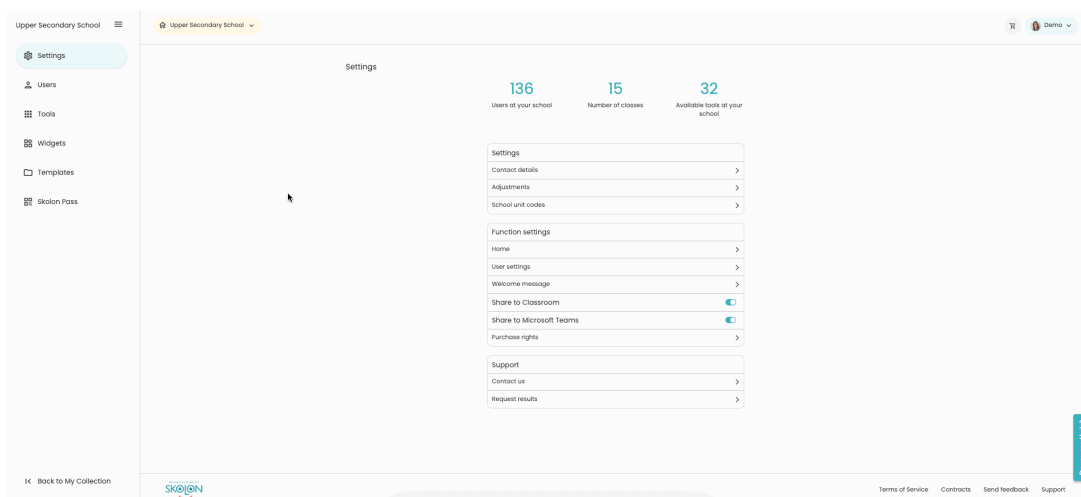 Upper Secondary School
Upper Secondary School
Demo
Settings
Users
Tools
Widgets
Templates
Skolon Pass
Back to My Collection
Settings
136
Users at your school
15
Number of classes
32
Available tools at your
school
Settings
Contact details
Adjustments
School unit codes
Function settings
Home
User settings
Welcome message
Share to Classroom
Share to Microsoft Teams
Purchase rights
Support
Contact us
Request results
SKOLON
Terms of Service
Contracts
Send feedback
Support